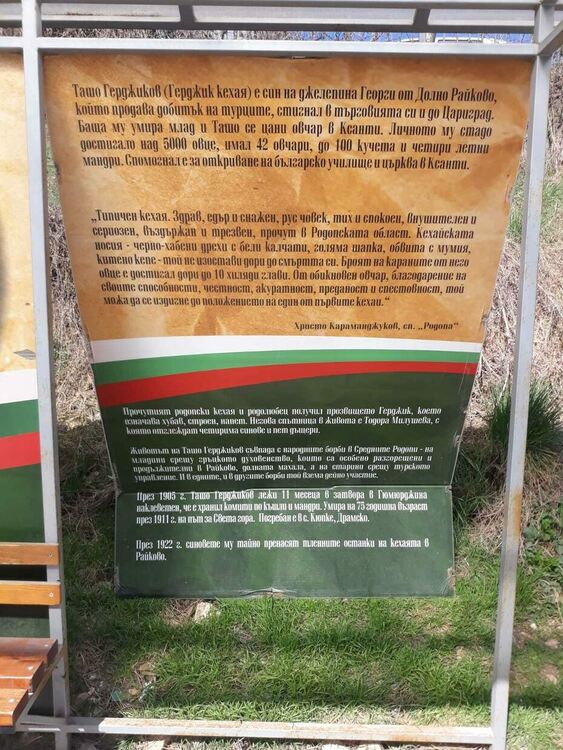 Ташо Герджиков (Герджик кехая) е син на джелепина Георги от Долно Райково,
който продава добитък на турците, стигнал в търговията си и до Цариград.
Баща му умира млад и Ташо се цани овчар в Ксанти. Личното му стадо
достигало над 5000 овце, имал 42 овчари, до 100 кучета и четири летни
мандри. Спомогнал е за откриване на българско училище и църква в Ксанти.
„Типичен кехая. Здрав, едър и снажен, рус човек, тих и спокоен, внушителен и
сериозен, въздържан и трезвен, прочут в Родопската област. Кехайската
носия - черно-хабени дрехи с бели калчати, голяма шапка, обвита с мумия,
китено кепе - той не изоставил дори до смъртта си. Броят на караните от него
овце е достигал дори до 10 хиляди глави. От обикновен овчар, благодарение на
своите способности, честност, акуратност, преданост и спестовност, той
можа да се издигне до положението на един от първите кехаи.“
Христо Караманджуков, сп. „Родопа“
Прочутият родопски кехая и родолюбец получил прозвището Герджик, което
означава хубав, строен, напет. Негова спътница в живота е Тодора Милушева, с
която отглеждат четирима синове и пет дъщери.
Животът на Ташо Герджиков съвпада с народните борби в Средните Родопи - на
младини срещу гръцкото духовенство, които са особено разгорещени и
продължителни в Райково, долната махала, а на старини срещу турското
управление. И в едните, и в другите борби той взема дейно участие.
През 1905 г. Ташо Герджиков лежи 11 месеца в затвора в Гюмюрджина
наклеветен, че е хранил комити по къшли и мандри. Умира на 75 годишна възраст
през 1911 г. на път за Света гора. Погребан е в с. Кюпке, Драмско.
През 1922 г. синовете му тайно пренасят тленните останки на кехаята в
Райково.